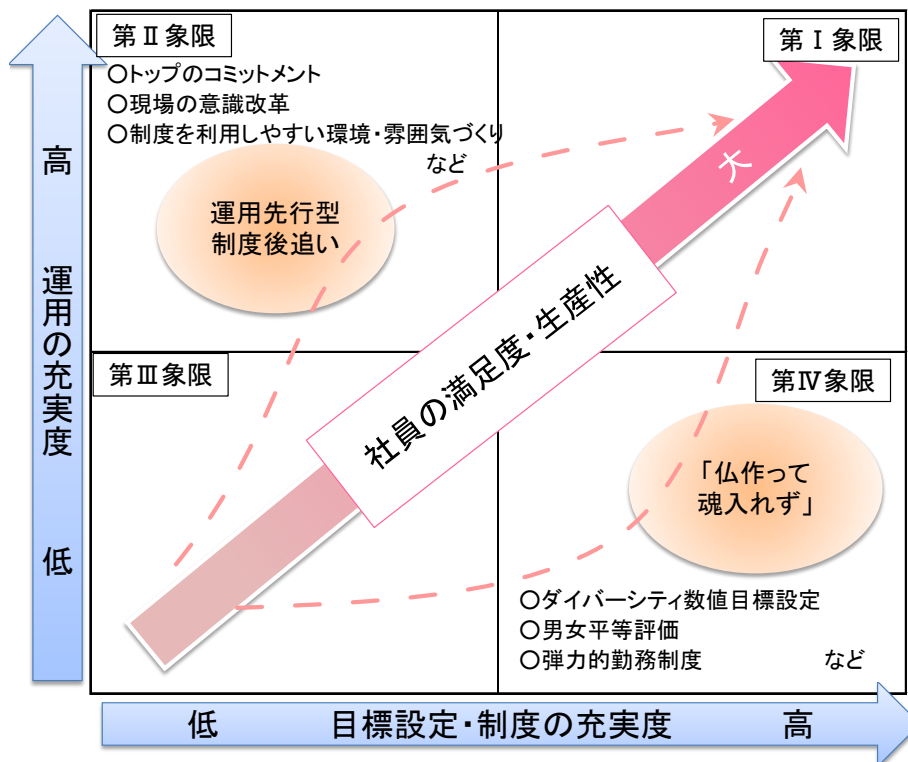 第Ⅱ象限
○トップのコミットメント
○現場の意識改革
○制度を利用しやすい環境・雰囲気づくり
など
運用先行型
制度後追い
第Ⅰ象限
大
社員の満足度・生産性
高
運用の充実度
低
第Ⅲ象限
第Ⅳ象限
「仏作って
魂入れず」
○ダイバーシティ数値目標設定
○男女平等評価
○弾力的勤務制度 など
低 目標設定・制度の充実度 高